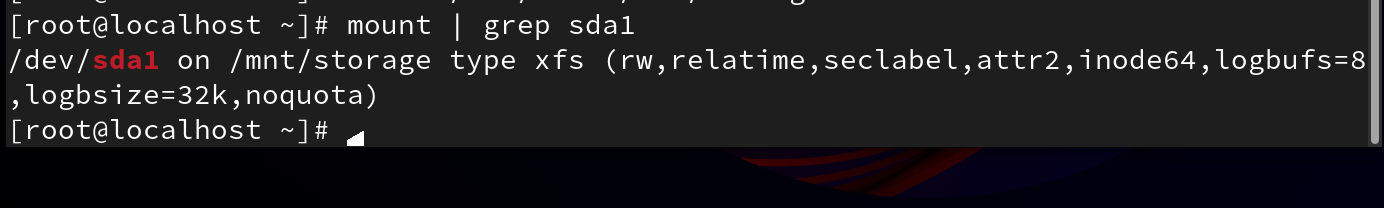 [root@localhost ~]# mount | grep sda1
/dev/sda1 on /mnt/storage type xfs (rw,relatime,seclabel,attr2,inode64,logbufs=8
,logbsize=32k,noquota)
[root@localhost ~]#